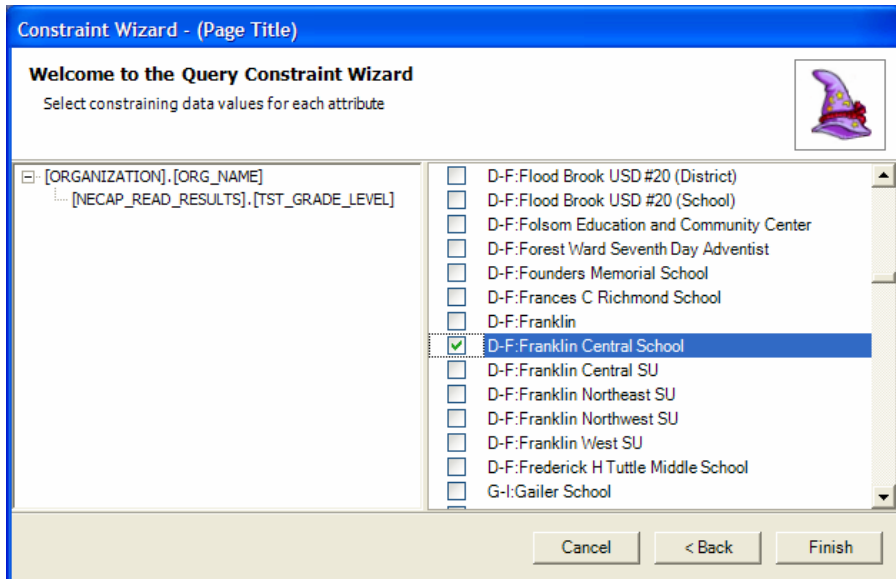 Constraint Wizard - (Page Title)
Welcome to the Query Constraint Wizard
Select constraining data values for each attribute
[ORGANIZATION].[ORG_NAME]
[NECAP_READ_RESULTS].[TST_GRADE_LEVEL]
D-F:Flood Brook USD #20 (District)
D-F:Flood Brook USD #20 (School)
D-F:Folsom Education and Community Center
D-F:Forest Ward Seventh Day Adventist
D-F:Founders Memorial School
D-F:Frances C Richmond School
D-F:Franklin
D-F:Franklin Central School
D-F:Franklin Central SU
D-F:Franklin Northeast SU
D-F:Franklin Northwest SU
D-F:Franklin West SU
D-F:Frederick H Tuttle Middle School
G-I:Gailer School
Cancel
< Back
Finish